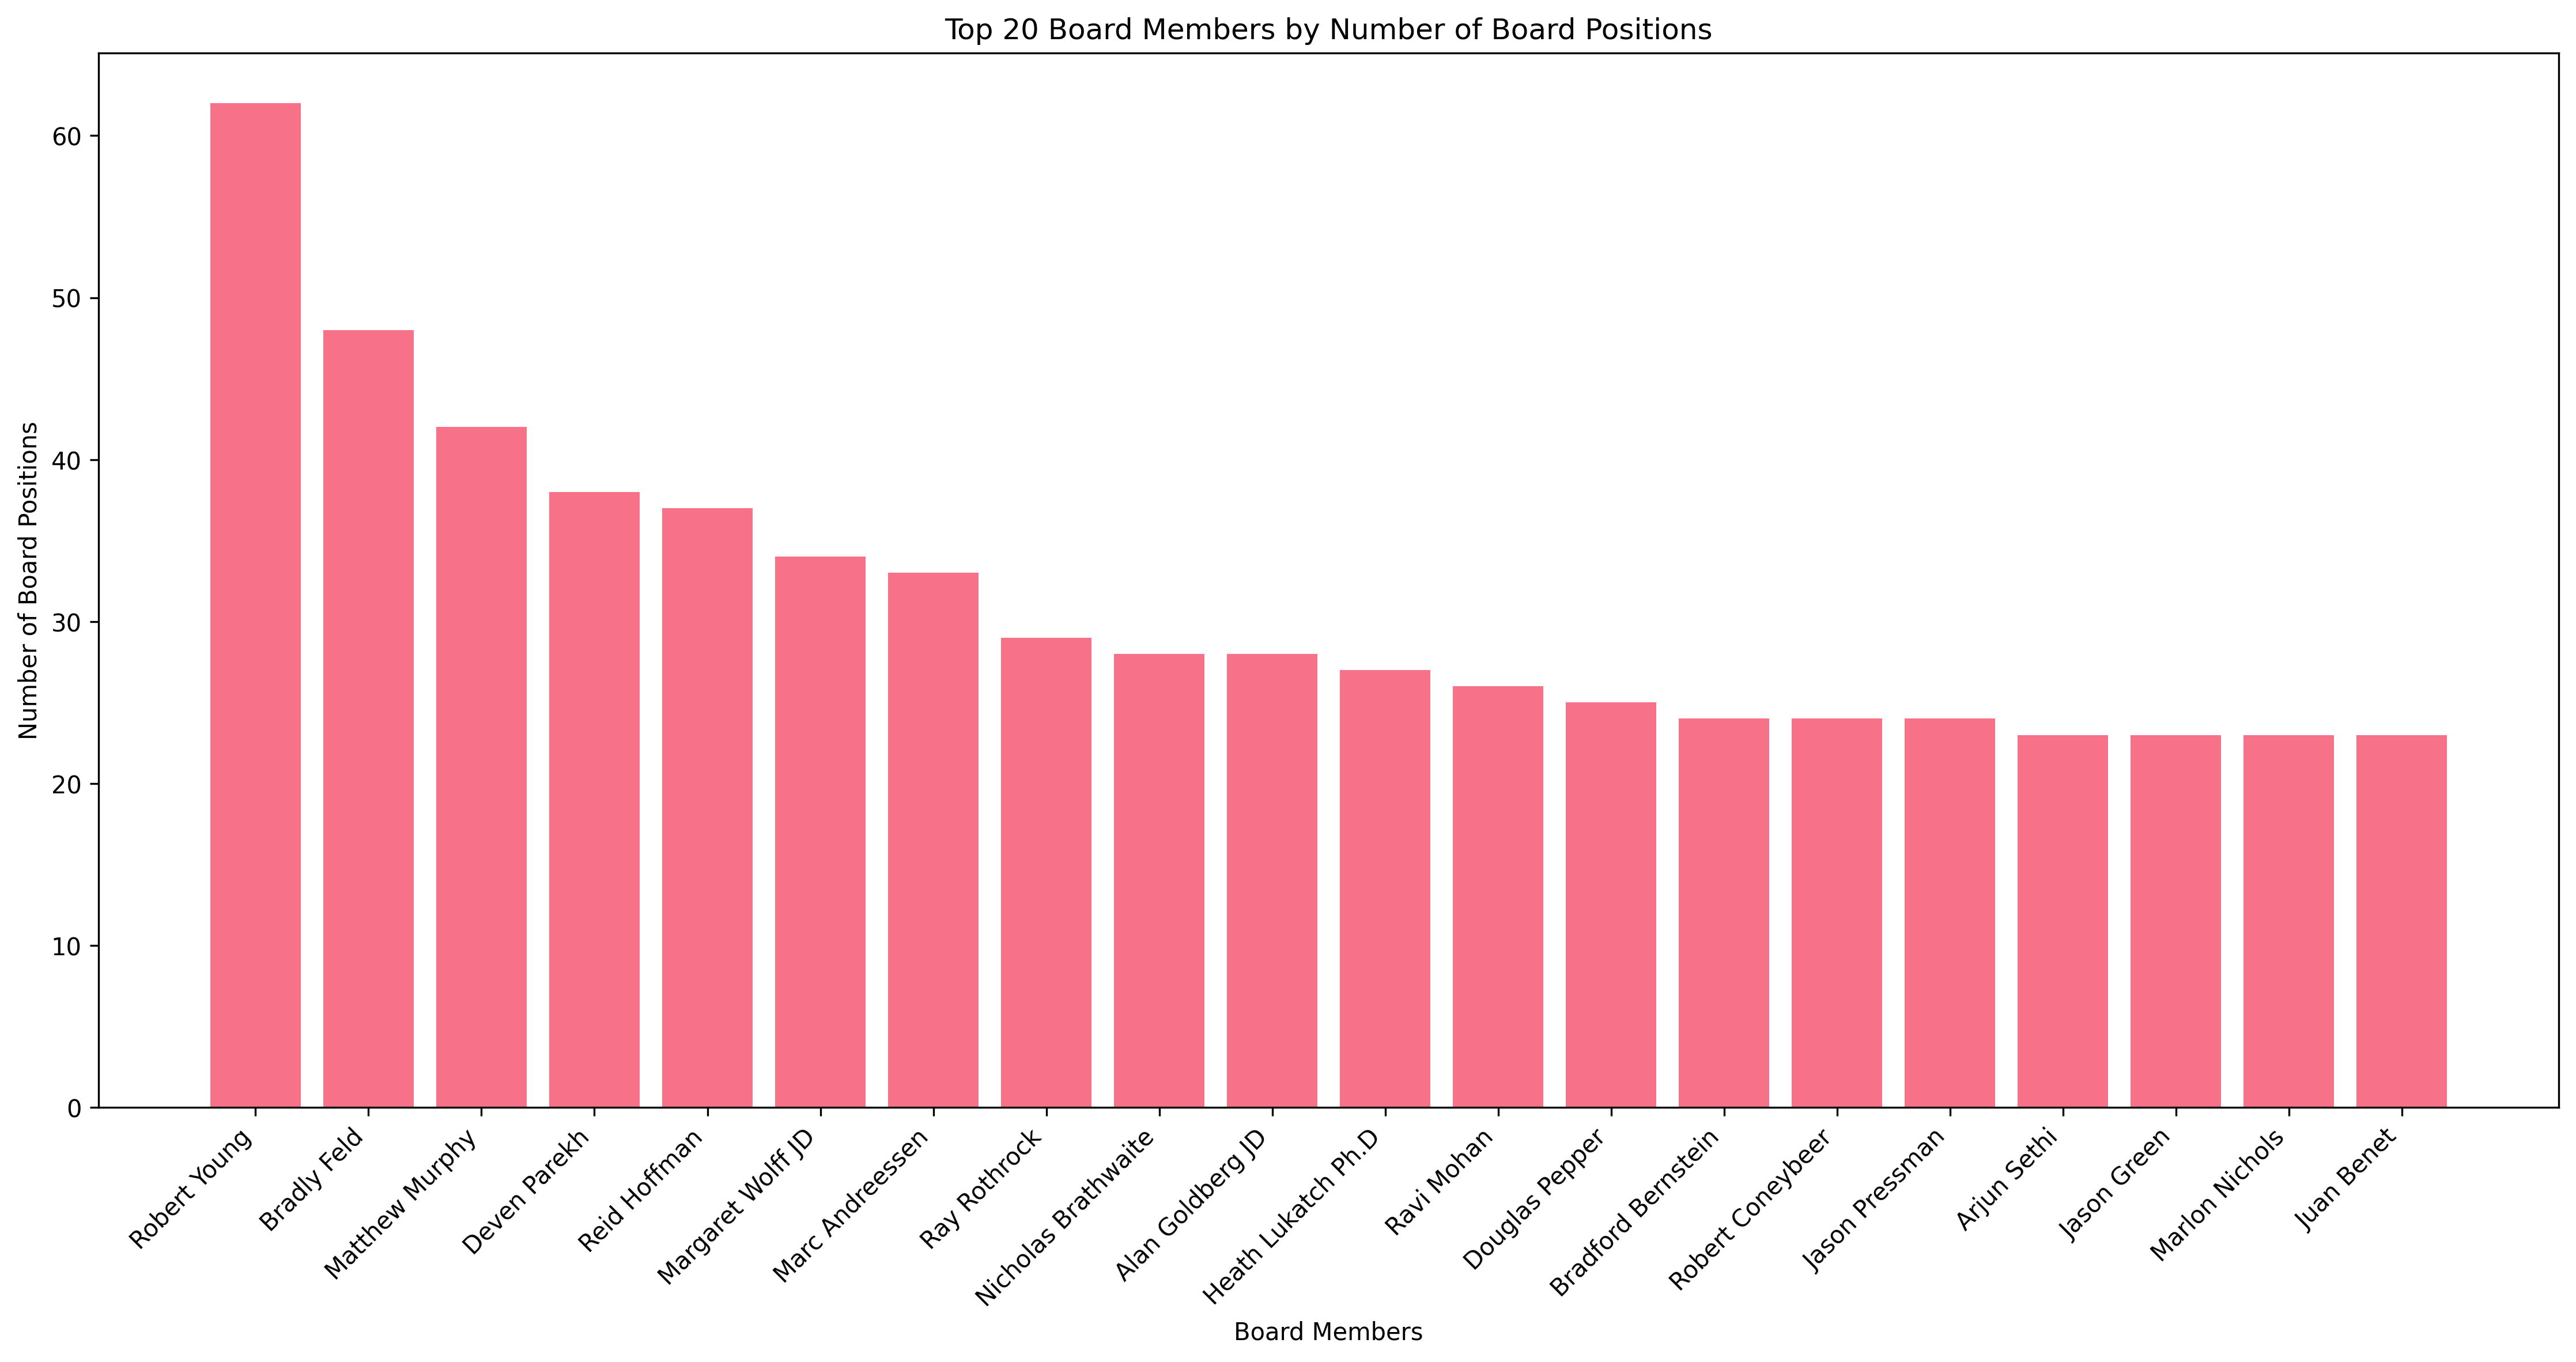 Top 20 Board Members by Number of Board Positions
Number of Board Positions
60
50
40
30
20
10
0
Robert Young
Bradly Feld
Matthew Murphy
Deven Parekh
Reid Hoffman
Margaret Wolff JD
Marc Andreessen
Ray Rothrock
Nicholas Brathwaite
Alan Goldberg JD
Heath Lukatch Ph.D
Ravi Mohan
Douglas Pepper
Bradford Bernstein
Robert Coneybeer
Jason Pressman
Arjun Sethi
Jason Green
Marlon Nichols
Juan Benet
Board Members